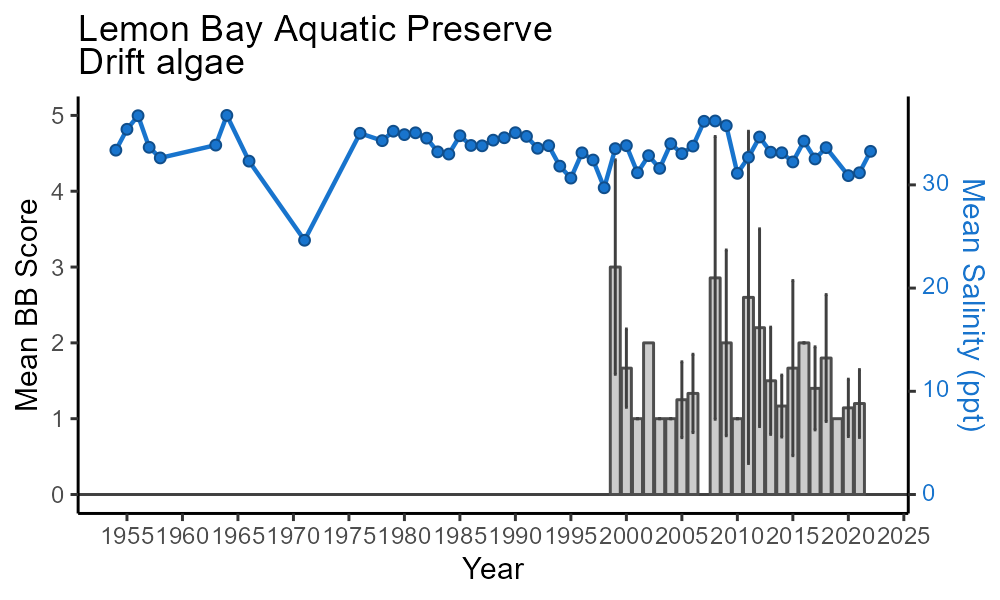 Lemon Bay Aquatic Preserve
Drift algae
Mean BB Score
5
4
3
2
1
0
30
20
10
0
Mean Salinity (ppt)
1955 1960 1965 1970 1975 1980 1985 1990 1995 2000 2005 2010 2015 2020 2025
Year